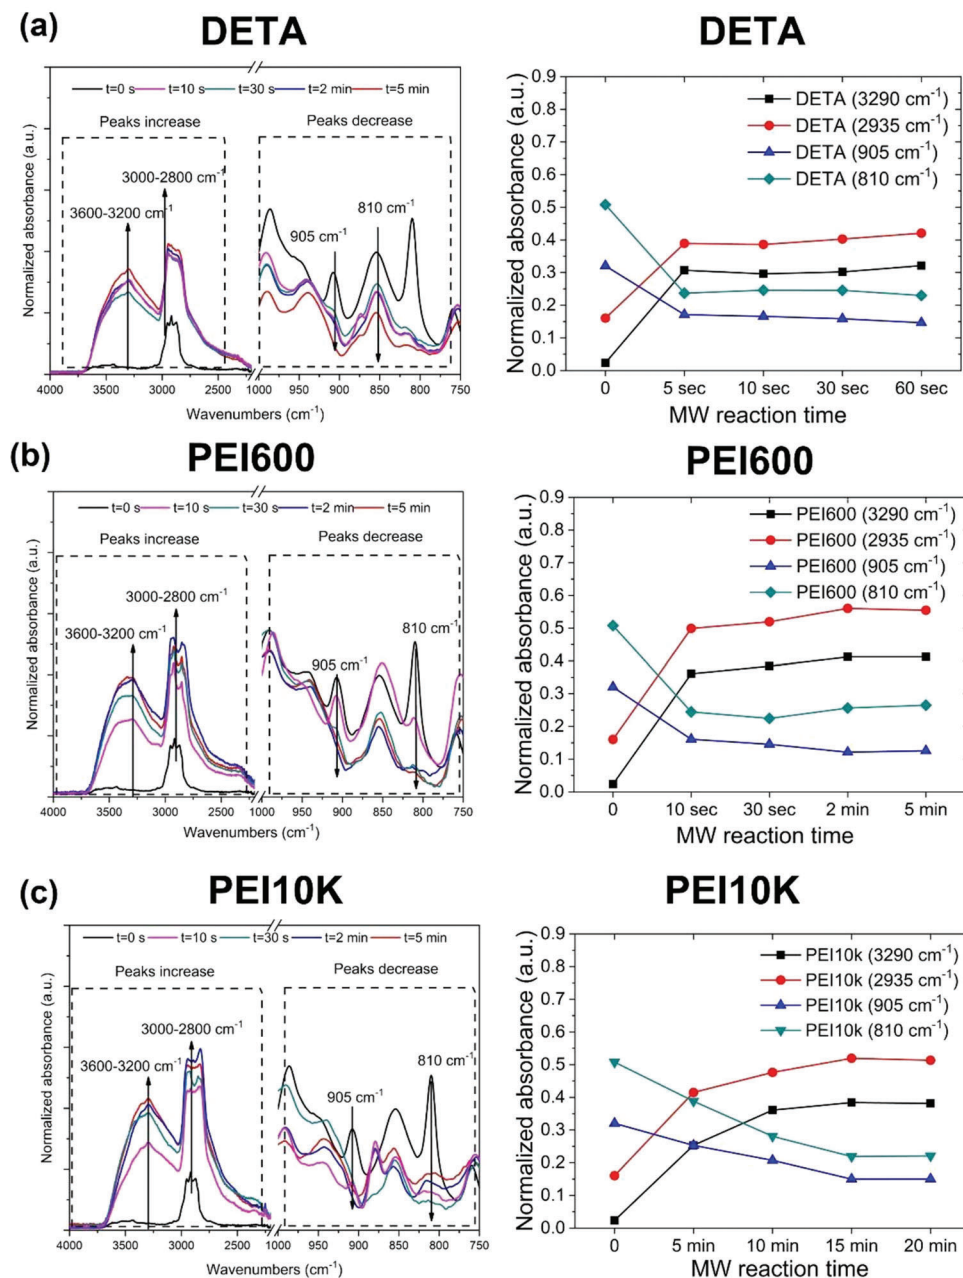 (a)
DETA
t=0 s t=10 s t=30 s t=2 min t=5 min
Peaks increase
Peaks decrease
3000-2800 cm⁻¹
3600-3200 cm⁻¹
905 cm⁻¹
810 cm⁻¹
Normalized absorbance (a.u.)
4000 3500 3000 2500 1000 950 900 850 800 750
Wavenumbers (cm⁻¹)
DETA
DETA (3290 cm⁻¹)
DETA (2935 cm⁻¹)
DETA (905 cm⁻¹)
DETA (810 cm⁻¹)
Normalized absorbance (a.u.)
0.9
0.8
0.7
0.6
0.5
0.4
0.3
0.2
0.1
0.0
0 5 sec 10 sec 30 sec 60 sec
MW reaction time
(b)
PEI600
t=0 s t=10 s t=30 s t=2 min t=5 min
Peaks increase
Peaks decrease
3000-2800 cm⁻¹
3600-3200 cm⁻¹
905 cm⁻¹
810 cm⁻¹
Normalized absorbance (a.u.)
4000 3500 3000 2500 1000 950 900 850 800 750
Wavenumbers (cm⁻¹)
PEI600
PEI600 (3290 cm⁻¹)
PEI600 (2935 cm⁻¹)
PEI600 (905 cm⁻¹)
PEI600 (810 cm⁻¹)
Normalized absorbance (a.u.)
0.9
0.8
0.7
0.6
0.5
0.4
0.3
0.2
0.1
0.0
0 10 sec 30 sec 2 min 5 min
MW reaction time
(c)
PEI10K
t=0 s t=10 s t=30 s t=2 min t=5 min
Peaks increase
Peaks decrease
3000-2800 cm⁻¹
3600-3200 cm⁻¹
905 cm⁻¹
810 cm⁻¹
Normalized absorbance (a.u.)
4000 3500 3000 2500 1000 950 900 850 800 750
Wavenumbers (cm⁻¹)
PEI10K
PEI10k (3290 cm⁻¹)
PEI10k (2935 cm⁻¹)
PEI10k (905 cm⁻¹)
PEI10k (810 cm⁻¹)
Normalized absorbance (a.u.)
0.9
0.8
0.7
0.6
0.5
0.4
0.3
0.2
0.1
0.0
0 5 min 10 min 15 min 20 min
MW reaction time